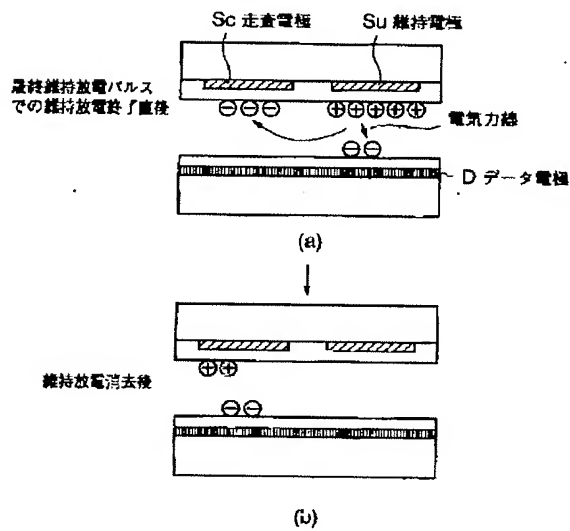 Sc 走査電極
Su 維持電極
最終維持放電パルス
での維持放電終了直後
電気力線
D データ電極
(a)
維持放電消去後
(b)